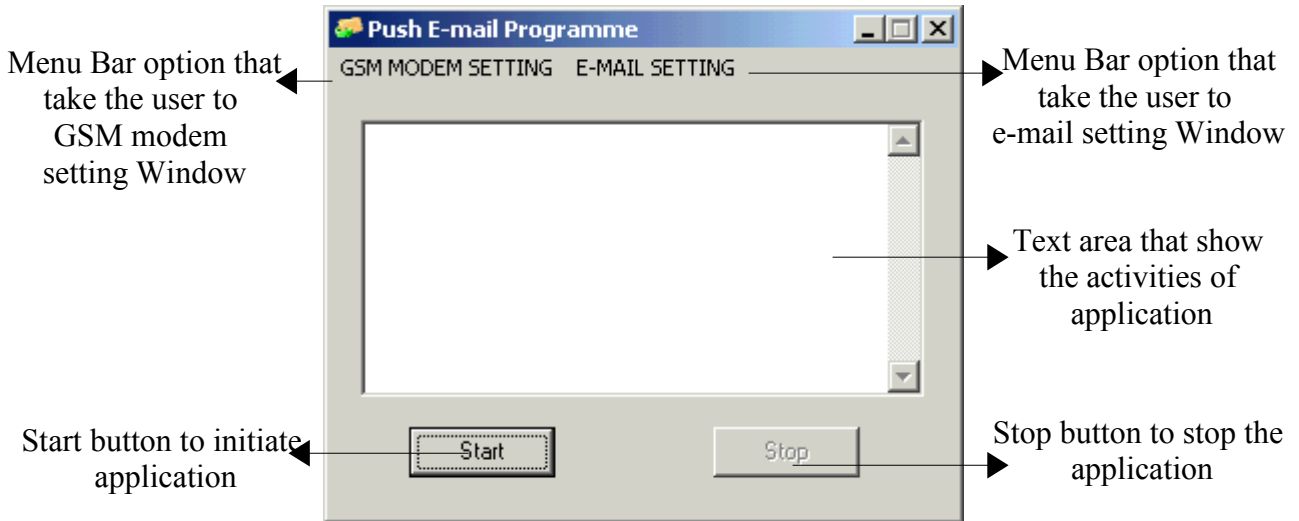 Push E-mail Programme
GSM MODEM SETTING E-MAIL SETTING
Menu Bar option that
take the user to
GSM modem
setting Window
Menu Bar option that
take the user to
e-mail setting Window
Text area that show
the activities of
application
Start button to initiate
application
Start
Stop
Stop button to stop the
application